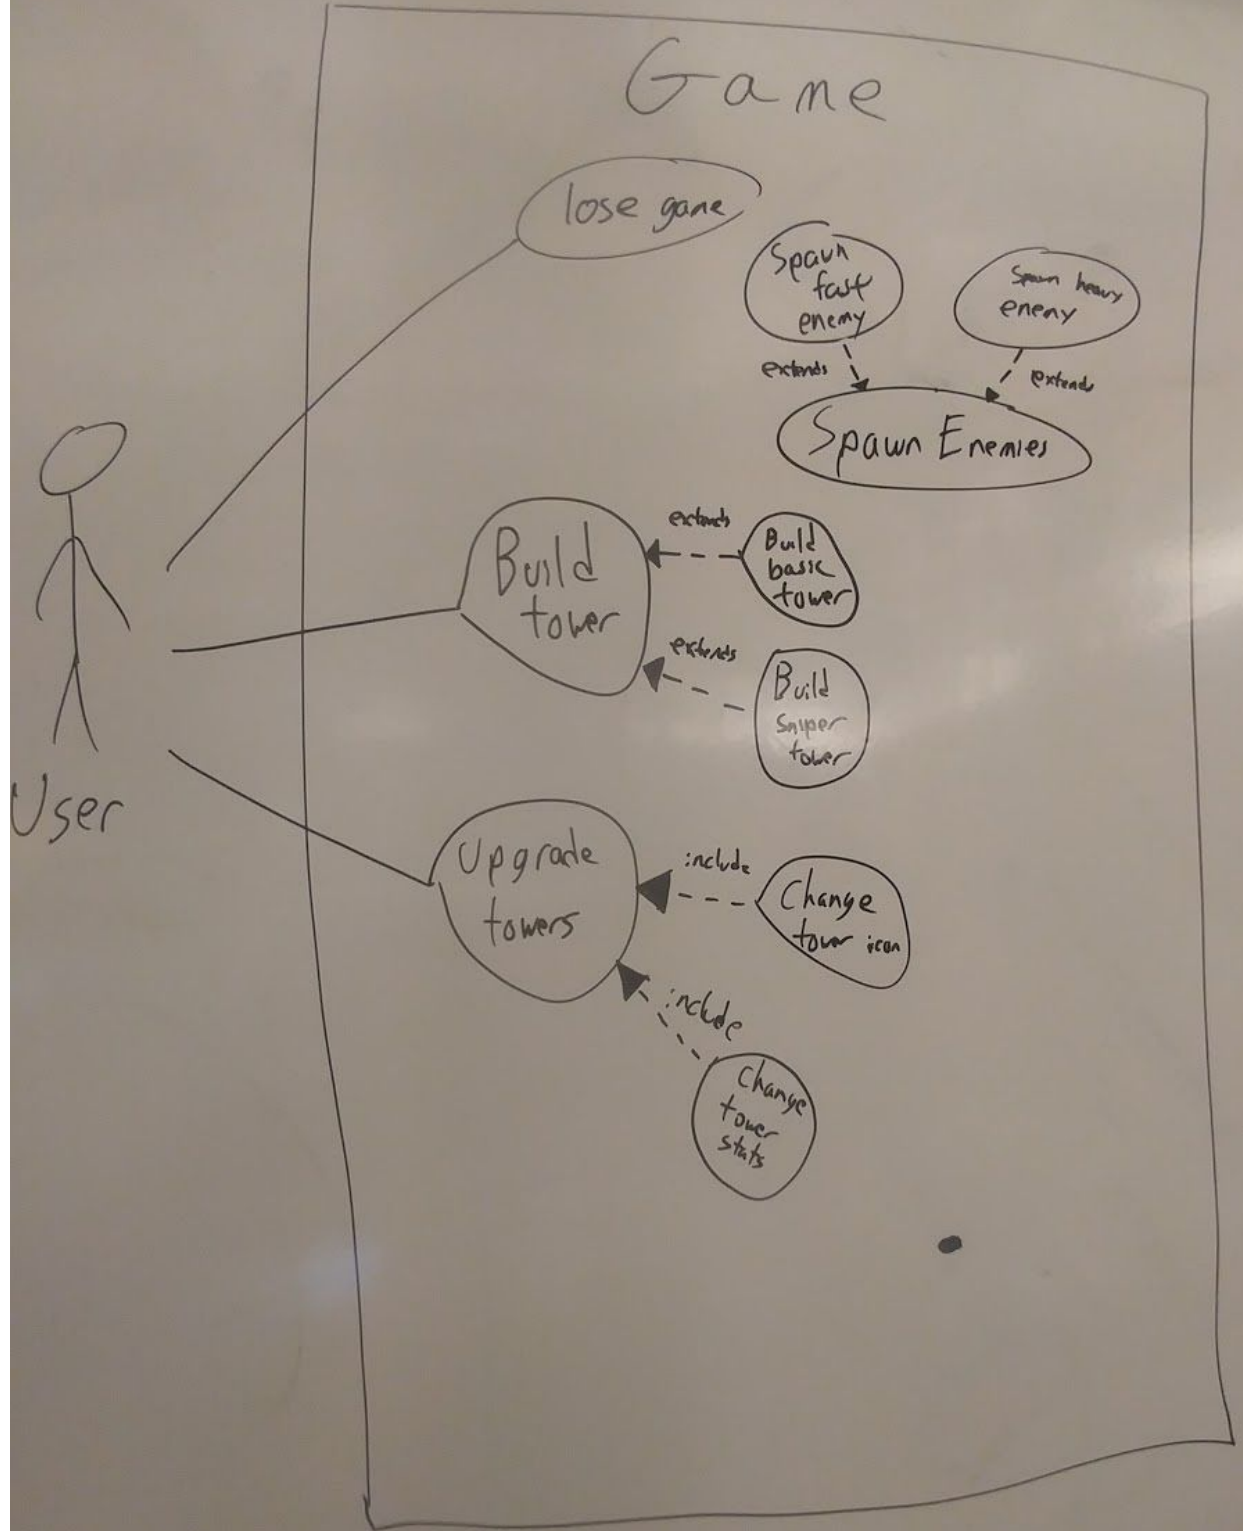 Game
lose game
Spawn
fast
enemy
Spawn heavy
enemy
extends
extends
Spawn Enemies
Build
tower
extends
Build
basic
tower
extends
Build
sniper
tower
User
Upgrade
towers
include
Change
tower icon
include
Change
tower
stats